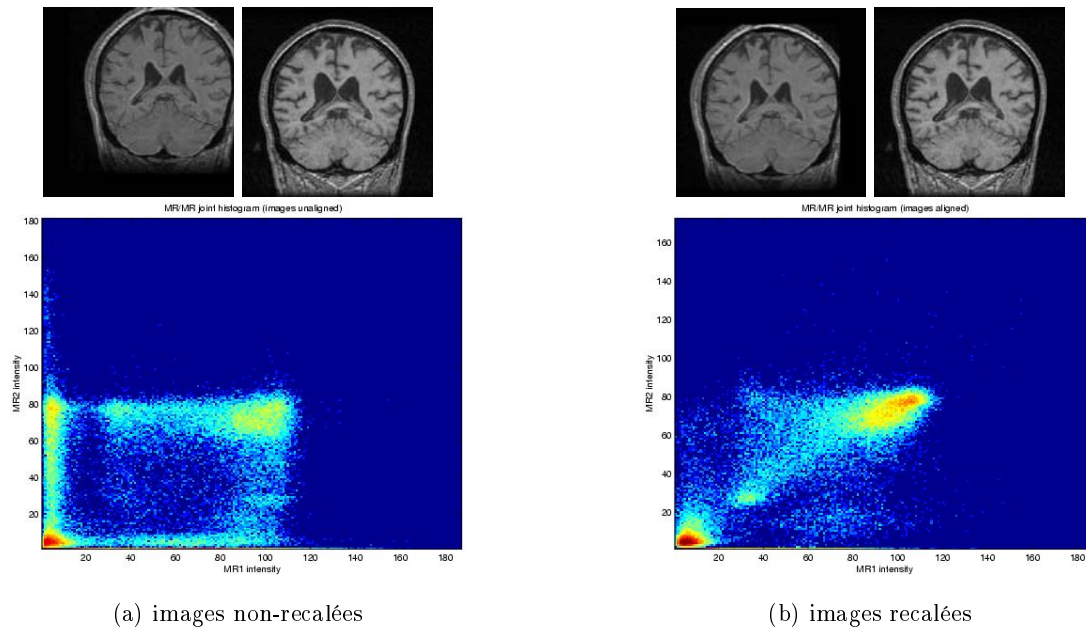 MR/MR joint histogram (images unaligned)
180
160
140
120
100
80
60
40
20
MR2 intensity
20 40 60 80 100 120 140 160 180
MR1 intensity
(a) images non-recalées
MR/MR joint histogram (images aligned)
160
140
120
100
80
60
40
20
MR2 intensity
20 40 60 80 100 120 140 160 180
MR1 intensity
(b) images recalées